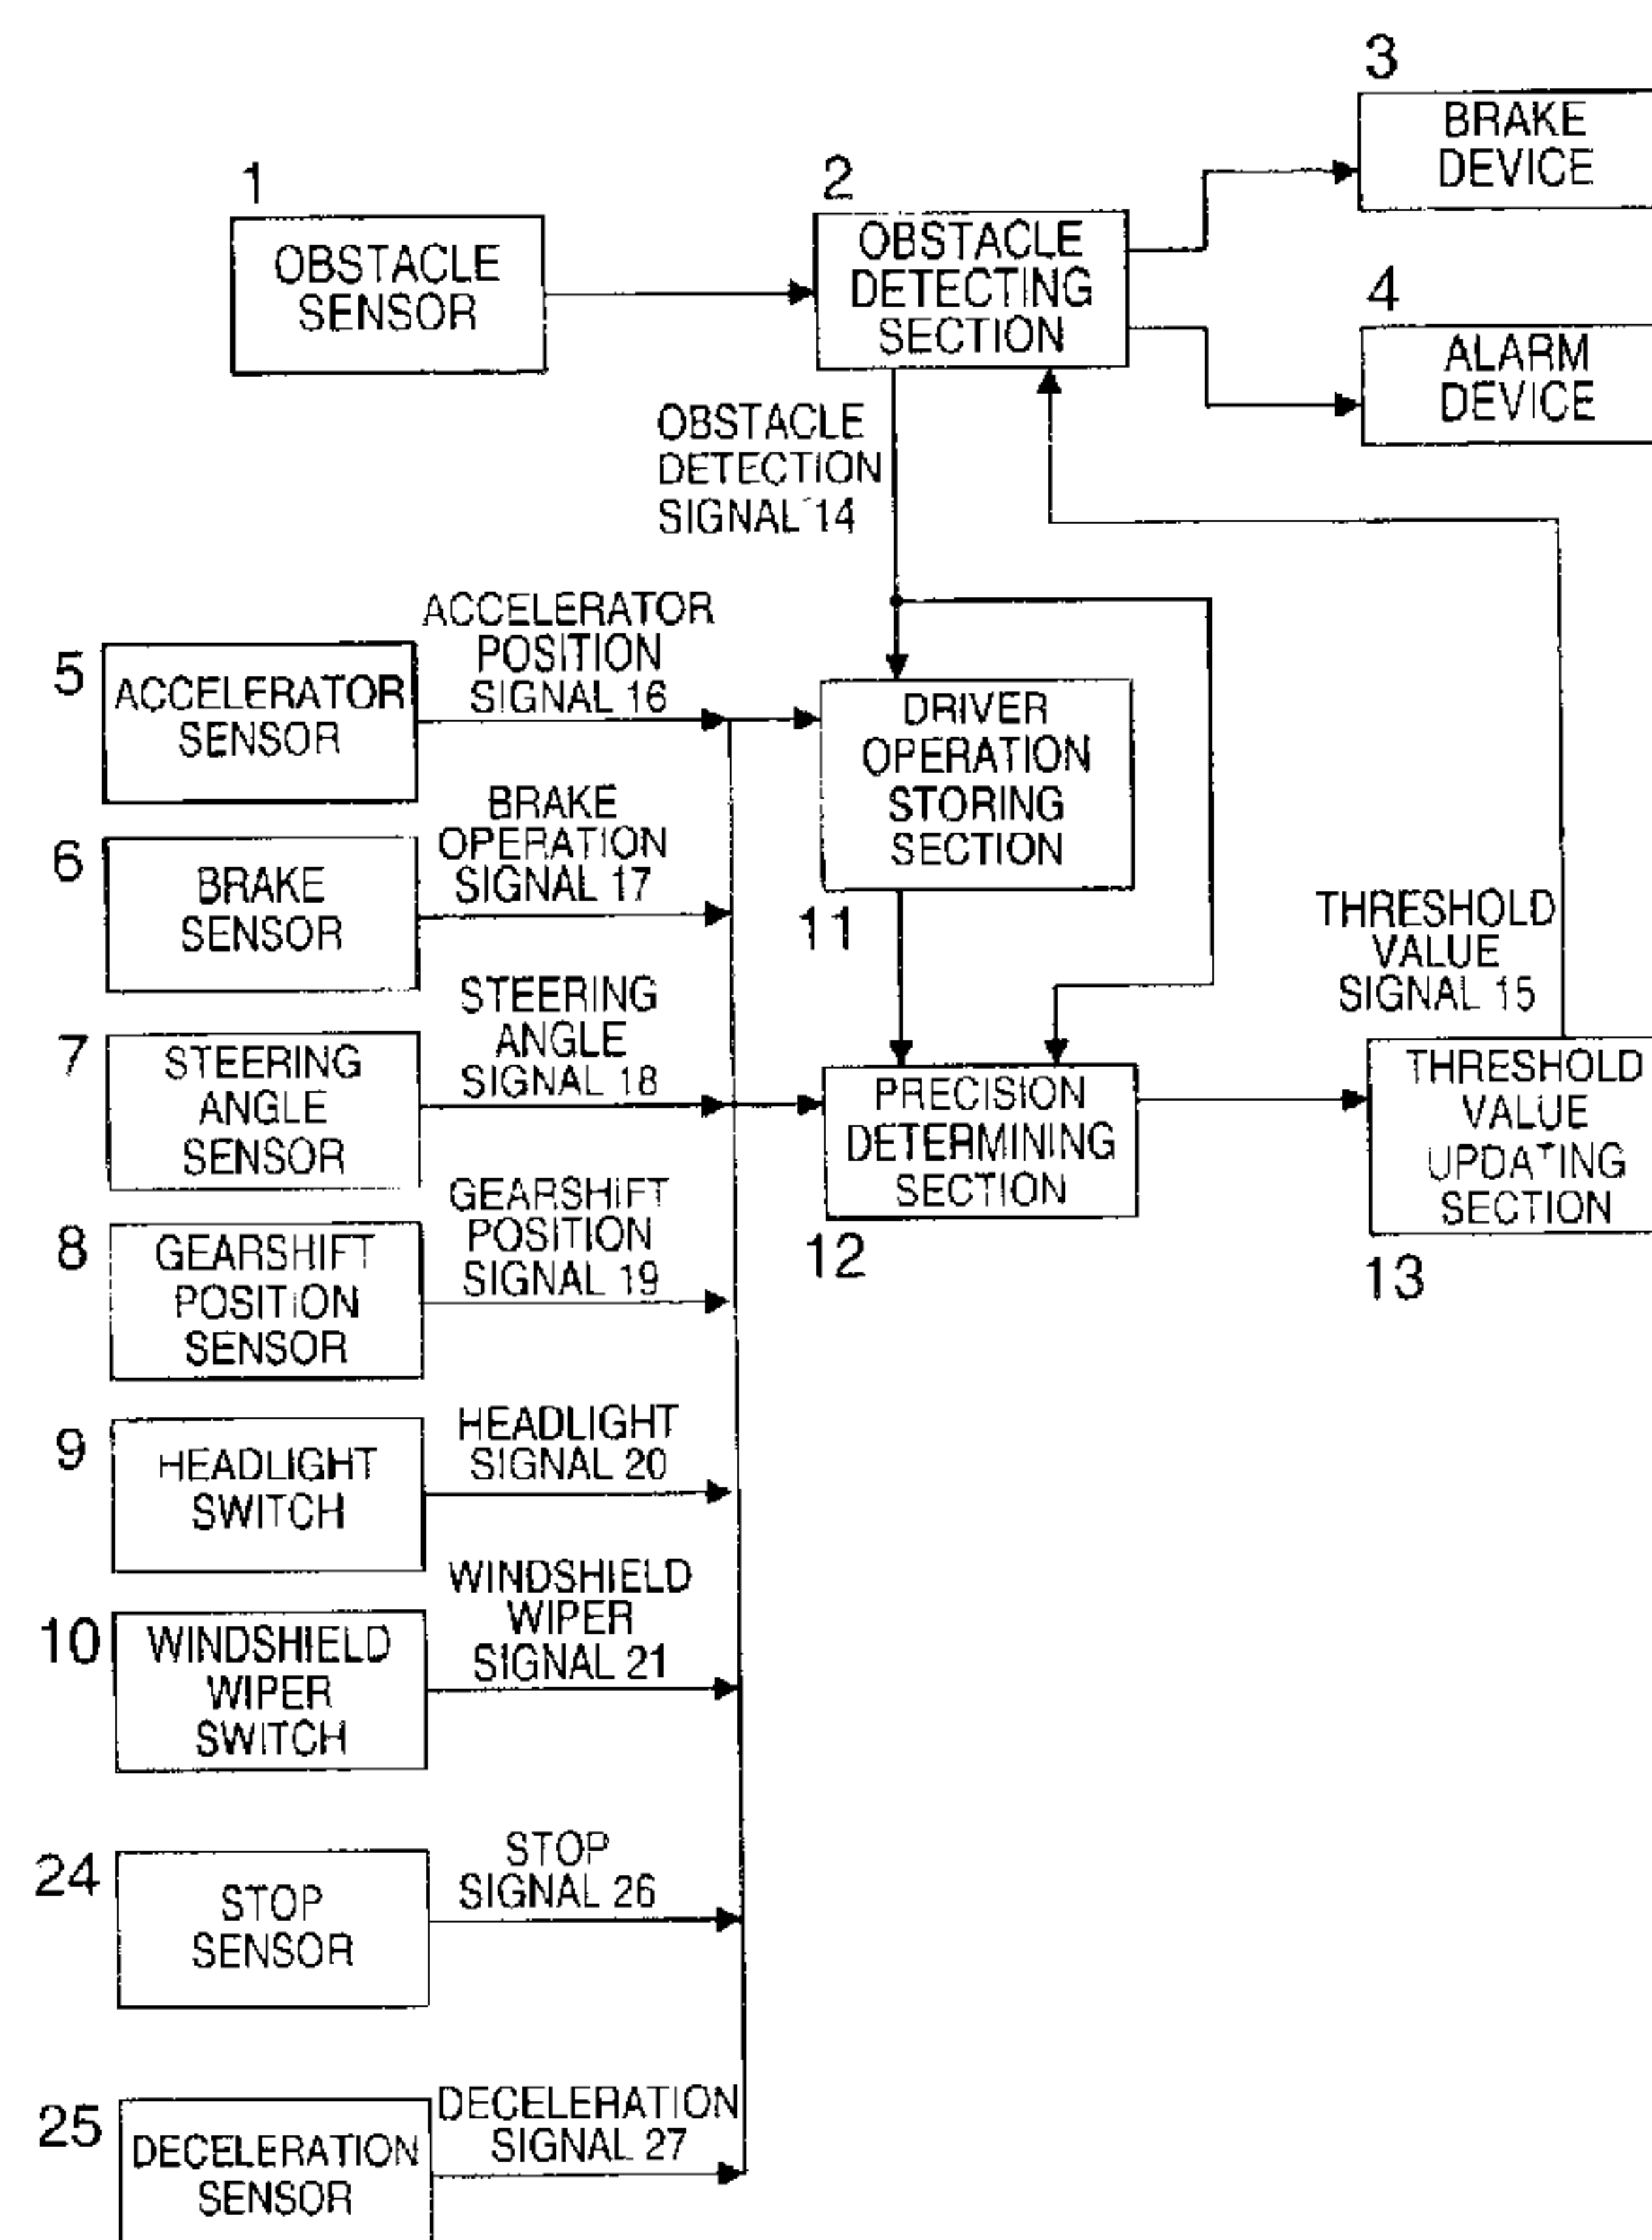 3
BRAKE
DEVICE
1
OBSTACLE
SENSOR
2
OBSTACLE
DETECTING
SECTION
4
ALARM
DEVICE
OBSTACLE
DETECTION
SIGNAL 14
5
ACCELERATOR
SENSOR
ACCELERATOR
POSITION
SIGNAL 16
DRIVER
OPERATION
STORING
SECTION
11
6
BRAKE
SENSOR
BRAKE
OPERATION
SIGNAL 17
THRESHOLD
VALUE
SIGNAL 15
7
STEERING
ANGLE
SENSOR
STEERING
ANGLE
SIGNAL 18
PRECISION
DETERMINING
SECTION
12
THRESHOLD
VALUE
UPDATING
SECTION
13
8
GEARSHIFT
POSITION
SENSOR
GEARSHIFT
POSITION
SIGNAL 19
9
HEADLIGHT
SWITCH
HEADLIGHT
SIGNAL 20
10
WINDSHIELD
WIPER
SWITCH
WINDSHIELD
WIPER
SIGNAL 21
24
STOP
SENSOR
STOP
SIGNAL 26
25
DECELERATION
SENSOR
DECELERATION
SIGNAL 27